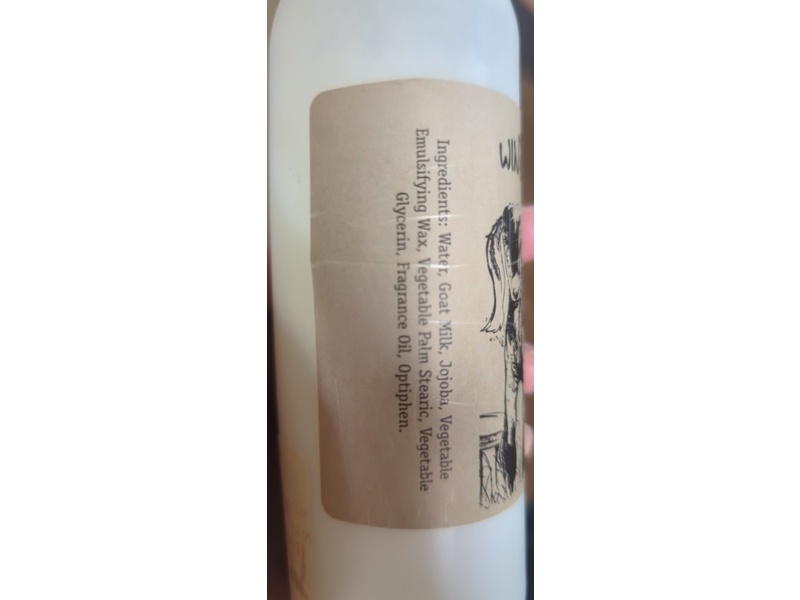 Ingredients: Water, Goat Milk, Jojoba, Vegetable
Emulsifying Wax, Vegetable Palm Stearic, Vegetable
Glycerin, Fragrance Oil, Optiphen.